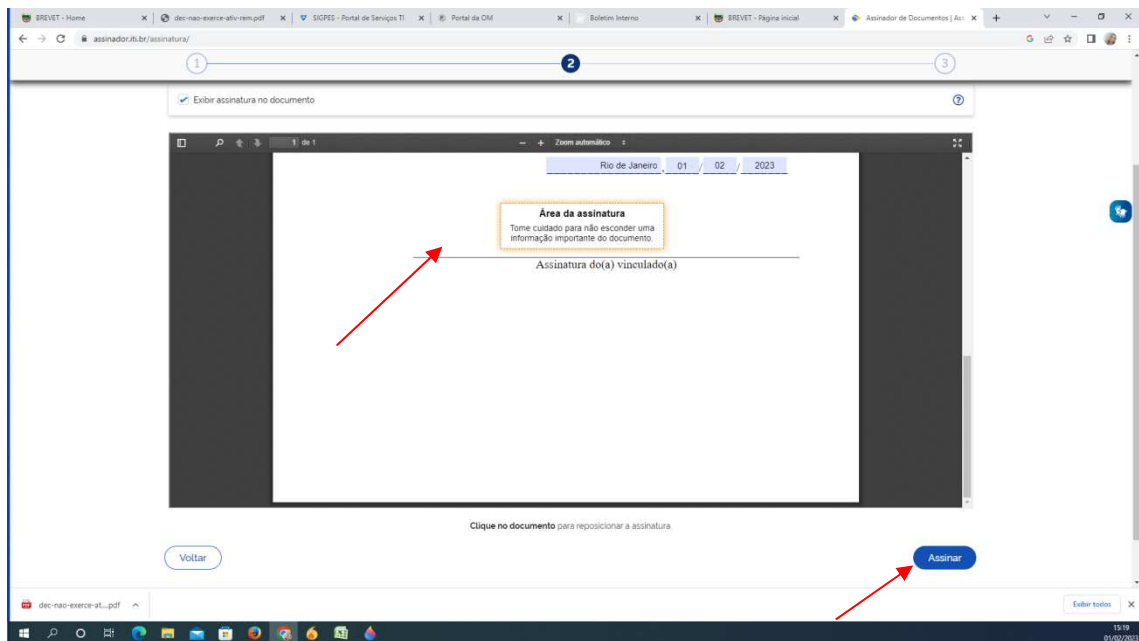 BREVET - Home
dec-nao-exerce-ativ-rem.pdf
SIGPES - Portal de Serviços TI
Portal da OM
Boletim Interno
BREVET - Página inicial
Assinador de Documentos | Ass
assinador.iti.br/assinatura/
1
2
3
Exibir assinatura no documento
1 de 1
Zoom automático
Rio de Janeiro , 01 / 02 / 2023
Área da assinatura
Tome cuidado para não esconder uma
informação importante do documento.
Assinatura do(a) vinculado(a)
Clique no documento para reposicionar a assinatura
Voltar
Assinar
dec-nao-exerce-at....pdf
Exibir todos
15:19
01/02/2023